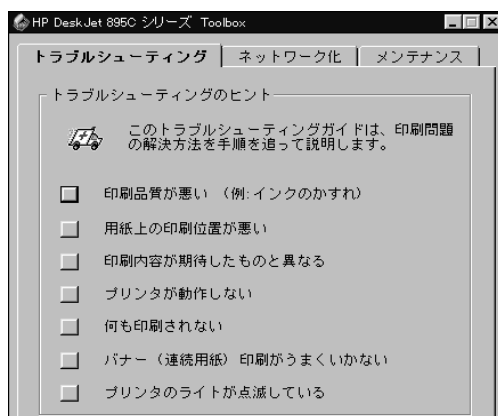 HP DeskJet 895C シリーズ Toolbox
トラブルシューティング
ネットワーク化
メンテナンス
トラブルシューティングのヒント
このトラブルシューティングガイドは、印刷問題
の解決方法を手順を追って説明します。
印刷品質が悪い （例:インクのかすれ）
用紙上の印刷位置が悪い
印刷内容が期待したものと異なる
プリンタが動作しない
何も印刷されない
バナー（連続用紙）印刷がうまくいかない
プリンタのライトが点滅している